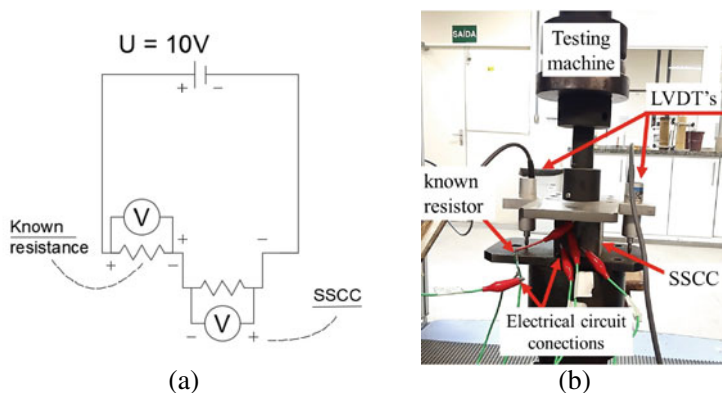 U = 10V
+
−
V
Known
resistance
+
−
+
−
SSCC
V
−
+
(a)
SAÍDA
Testing
machine
LVDT's
known
resistor
SSCC
Electrical circuit
conections
(b)